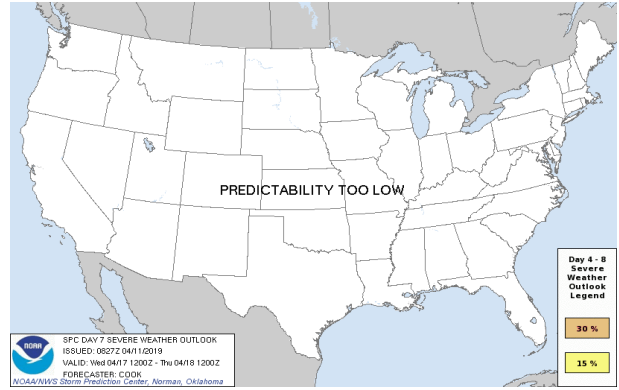 PREDICTABILITY TOO LOW
Day 4 - 8
Severe
Weather
Outlook
Legend
30 %
15 %
NOAA
SPC DAY 7 SEVERE WEATHER OUTLOOK
ISSUED: 0827Z 04/11/2019
VALID: Wed 04/17 1200Z - Thu 04/18 1200Z
FORECASTER: COOK
NOAA/NWS Storm Prediction Center, Norman, Oklahoma